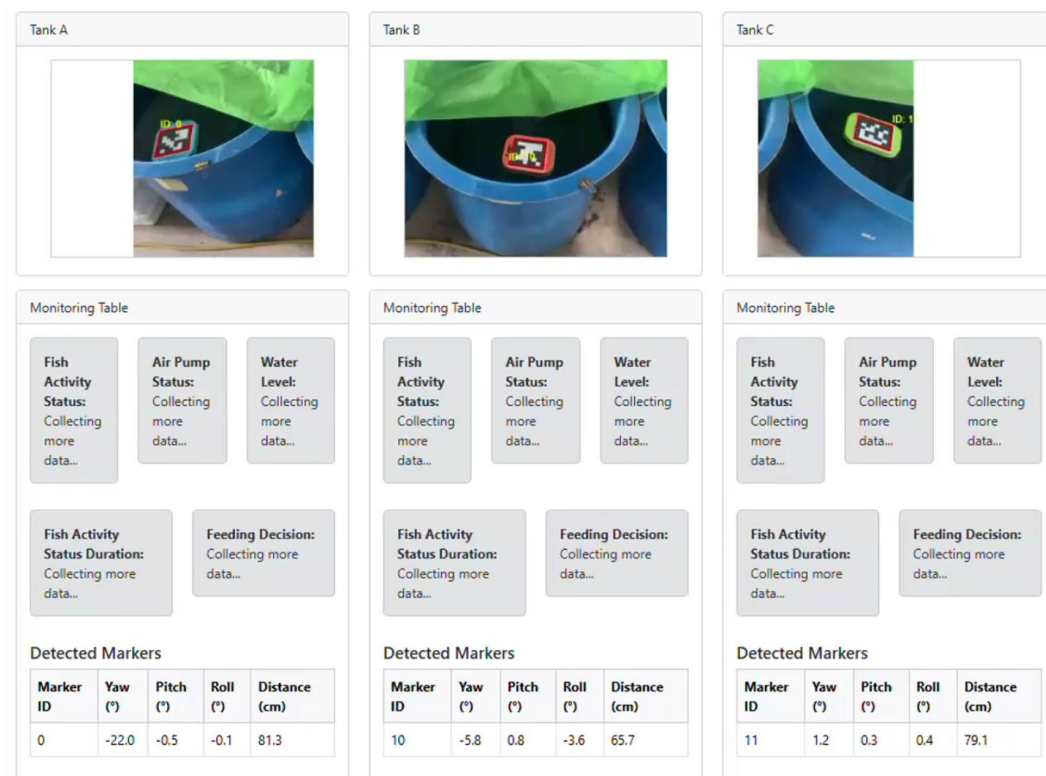 Tank A
ID: 0
Monitoring Table
Fish
Activity
Status:
Collecting
more
data...
Air Pump
Status:
Collecting
more
data...
Water
Level:
Collecting
more
data...
Fish Activity
Status Duration:
Collecting more
data...
Feeding Decision:
Collecting more
data...
Detected Markers
Marker ID Yaw (°) Pitch (°) Roll (°) Distance (cm)
0 -22.0 -0.5 -0.1 81.3
Tank B
Monitoring Table
Fish
Activity
Status:
Collecting
more
data...
Air Pump
Status:
Collecting
more
data...
Water
Level:
Collecting
more
data...
Fish Activity
Status Duration:
Collecting more
data...
Feeding Decision:
Collecting more
data...
Detected Markers
Marker ID Yaw (°) Pitch (°) Roll (°) Distance (cm)
10 -5.8 0.8 -3.6 65.7
Tank C
ID: 1
Monitoring Table
Fish
Activity
Status:
Collecting
more
data...
Air Pump
Status:
Collecting
more
data...
Water
Level:
Collecting
more
data...
Fish Activity
Status Duration:
Collecting more
data...
Feeding Decision:
Collecting more
data...
Detected Markers
Marker ID Yaw (°) Pitch (°) Roll (°) Distance (cm)
11 1.2 0.3 0.4 79.1